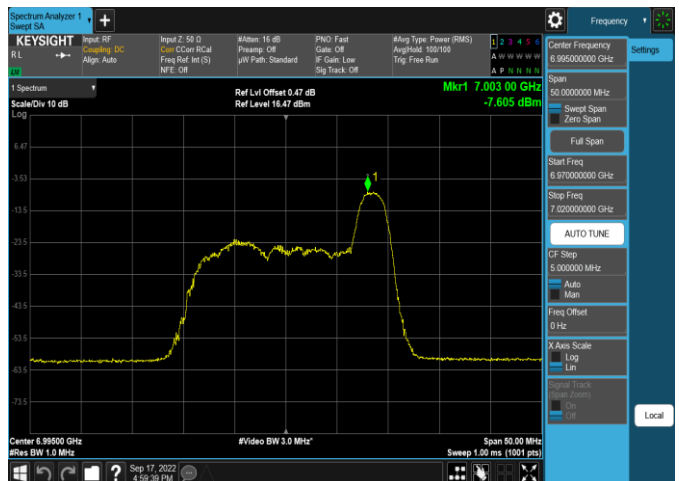 Spectrum Analyzer 1
Swept SA
Frequency
KEYSIGHT
R L
Input: RF
Coupling: DC
Align: Auto
Input Z: 50 Ω
Corr CCorr RCal
Freq Ref: Int (S)
NFE: Off
#Atten: 16 dB
Preamp: Off
µW Path: Standard
PNO: Fast
Gate: Off
IF Gain: Low
Sig Track: Off
#Avg Type: Power (RMS)
Avg|Hold: 100/100
Trig: Free Run
1 2 3 4 5 6
A W W W W W
A P N N N N
1 Spectrum
Scale/Div 10 dB
Log
Ref Lvl Offset 0.47 dB
Ref Level 16.47 dBm
Mkr1 7.003 00 GHz
-7.605 dBm
6.47
-3.53
-13.5
-23.5
-33.5
-43.5
-53.5
-63.5
-73.5
1
Center 6.99500 GHz
#Res BW 1.0 MHz
#Video BW 3.0 MHz*
Span 50.00 MHz
Sweep 1.00 ms (1001 pts)
Sep 17, 2022
4:59:39 PM
Center Frequency
6.995000000 GHz
Settings
Span
50.0000000 MHz
Swept Span
Zero Span
Full Span
Start Freq
6.970000000 GHz
Stop Freq
7.020000000 GHz
AUTO TUNE
CF Step
5.000000 MHz
Auto
Man
Freq Offset
0 Hz
X Axis Scale
Log
Lin
Signal Track
(Span Zoom)
On
Off
Local